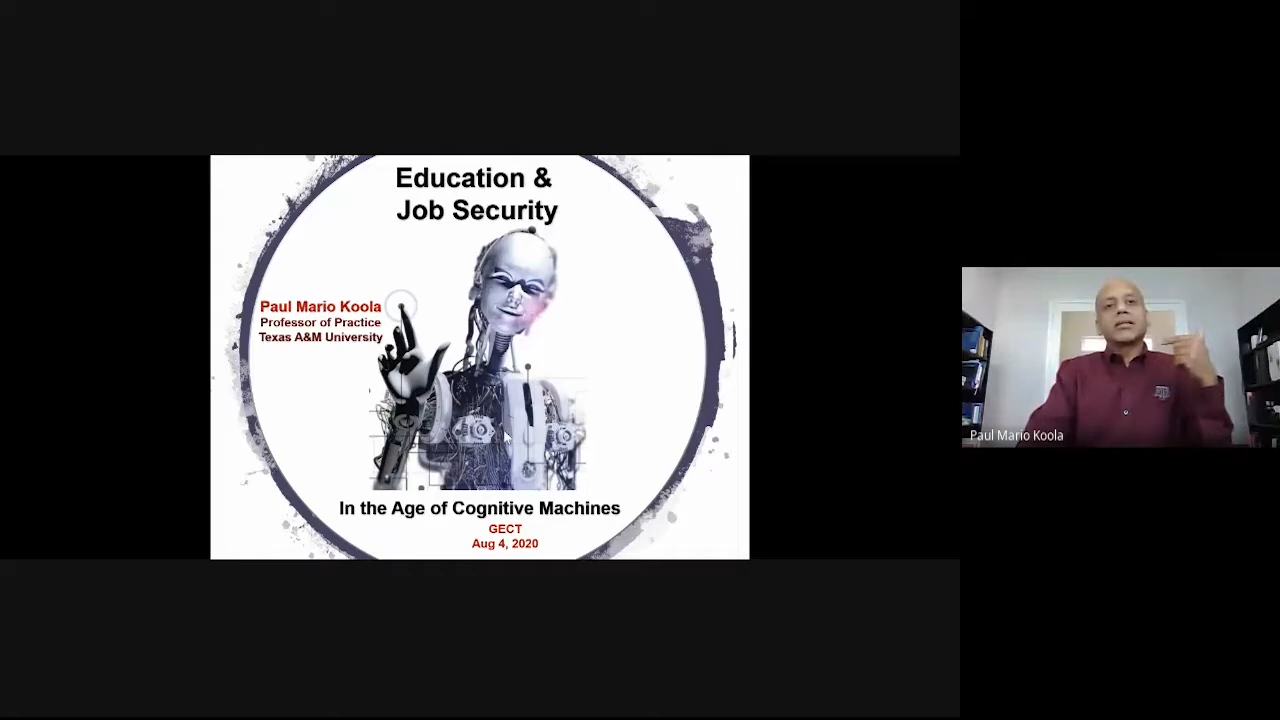 Education &
Job Security
Paul Mario Koola
Professor of Practice
Texas A&M University
In the Age of Cognitive Machines
GECT
Aug 4, 2020
Paul Mario Koola